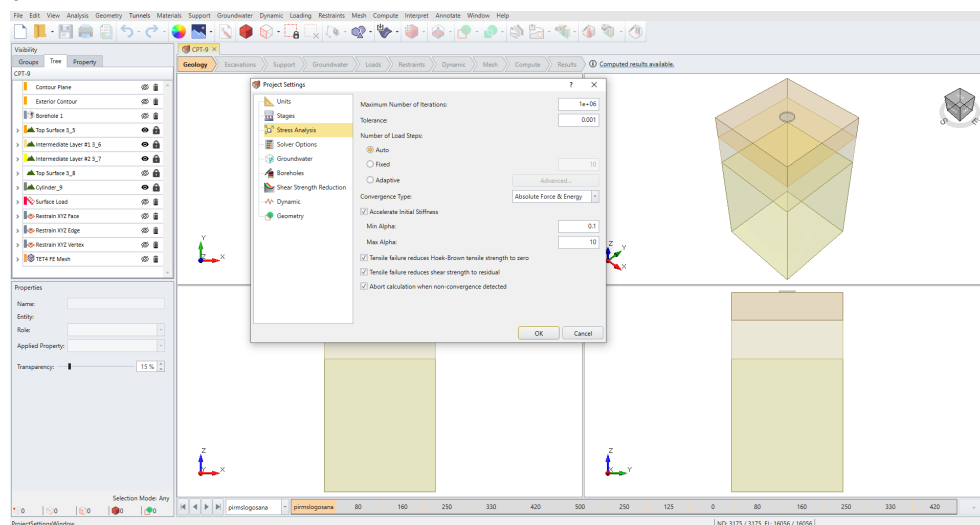 File Edit View Analysis Geometry Tunnels Materials Support Groundwater Dynamic Loading Restraints Mesh Compute Interpret Annotate Window Help
Visibility
Groups Tree Property
CPT-9
Contour Plane
Exterior Contour
Borehole 1
Top Surface 3_5
Intermediate Layer #1 3_6
Intermediate Layer #2 3_7
Top Surface 3_8
Cylinder_9
Surface Load
Restrain XYZ Face
Restrain XYZ Edge
Restrain XYZ Vertex
TET4 FE Mesh
Properties
Name:
Entity:
Role:
Applied Property:
Transparency: 15 %
Selection Mode: Any
0 0 0 0 0
ProjectSettingsWindow
CPT-9 ×
Geology Excavations Support Groundwater Loads Restraints Dynamic Mesh Compute Results Computed results available.
Project Settings ? ×
Units
Stages
Stress Analysis
Solver Options
Groundwater
Boreholes
Shear Strength Reduction
Dynamic
Geometry
Maximum Number of Iterations: 1e+06
Tolerance: 0.001
Number of Load Steps:
Auto
Fixed 10
Adaptive Advanced...
Convergence Type: Absolute Force & Energy
Accelerate Initial Stiffness
Min Alpha: 0.1
Max Alpha: 10
Tensile failure reduces Hoek-Brown tensile strength to zero
Tensile failure reduces shear strength to residual
Abort calculation when non-convergence detected
OK Cancel
Y
Z X
Z
Y
X
S E
Z
Y X
Z
X Y
pirmslogosana pirmslogosana 80 160 250 330 420 500 250 125 0 80 160 250 330 420
ND: 3175 / 3175 EL: 16056 / 16056